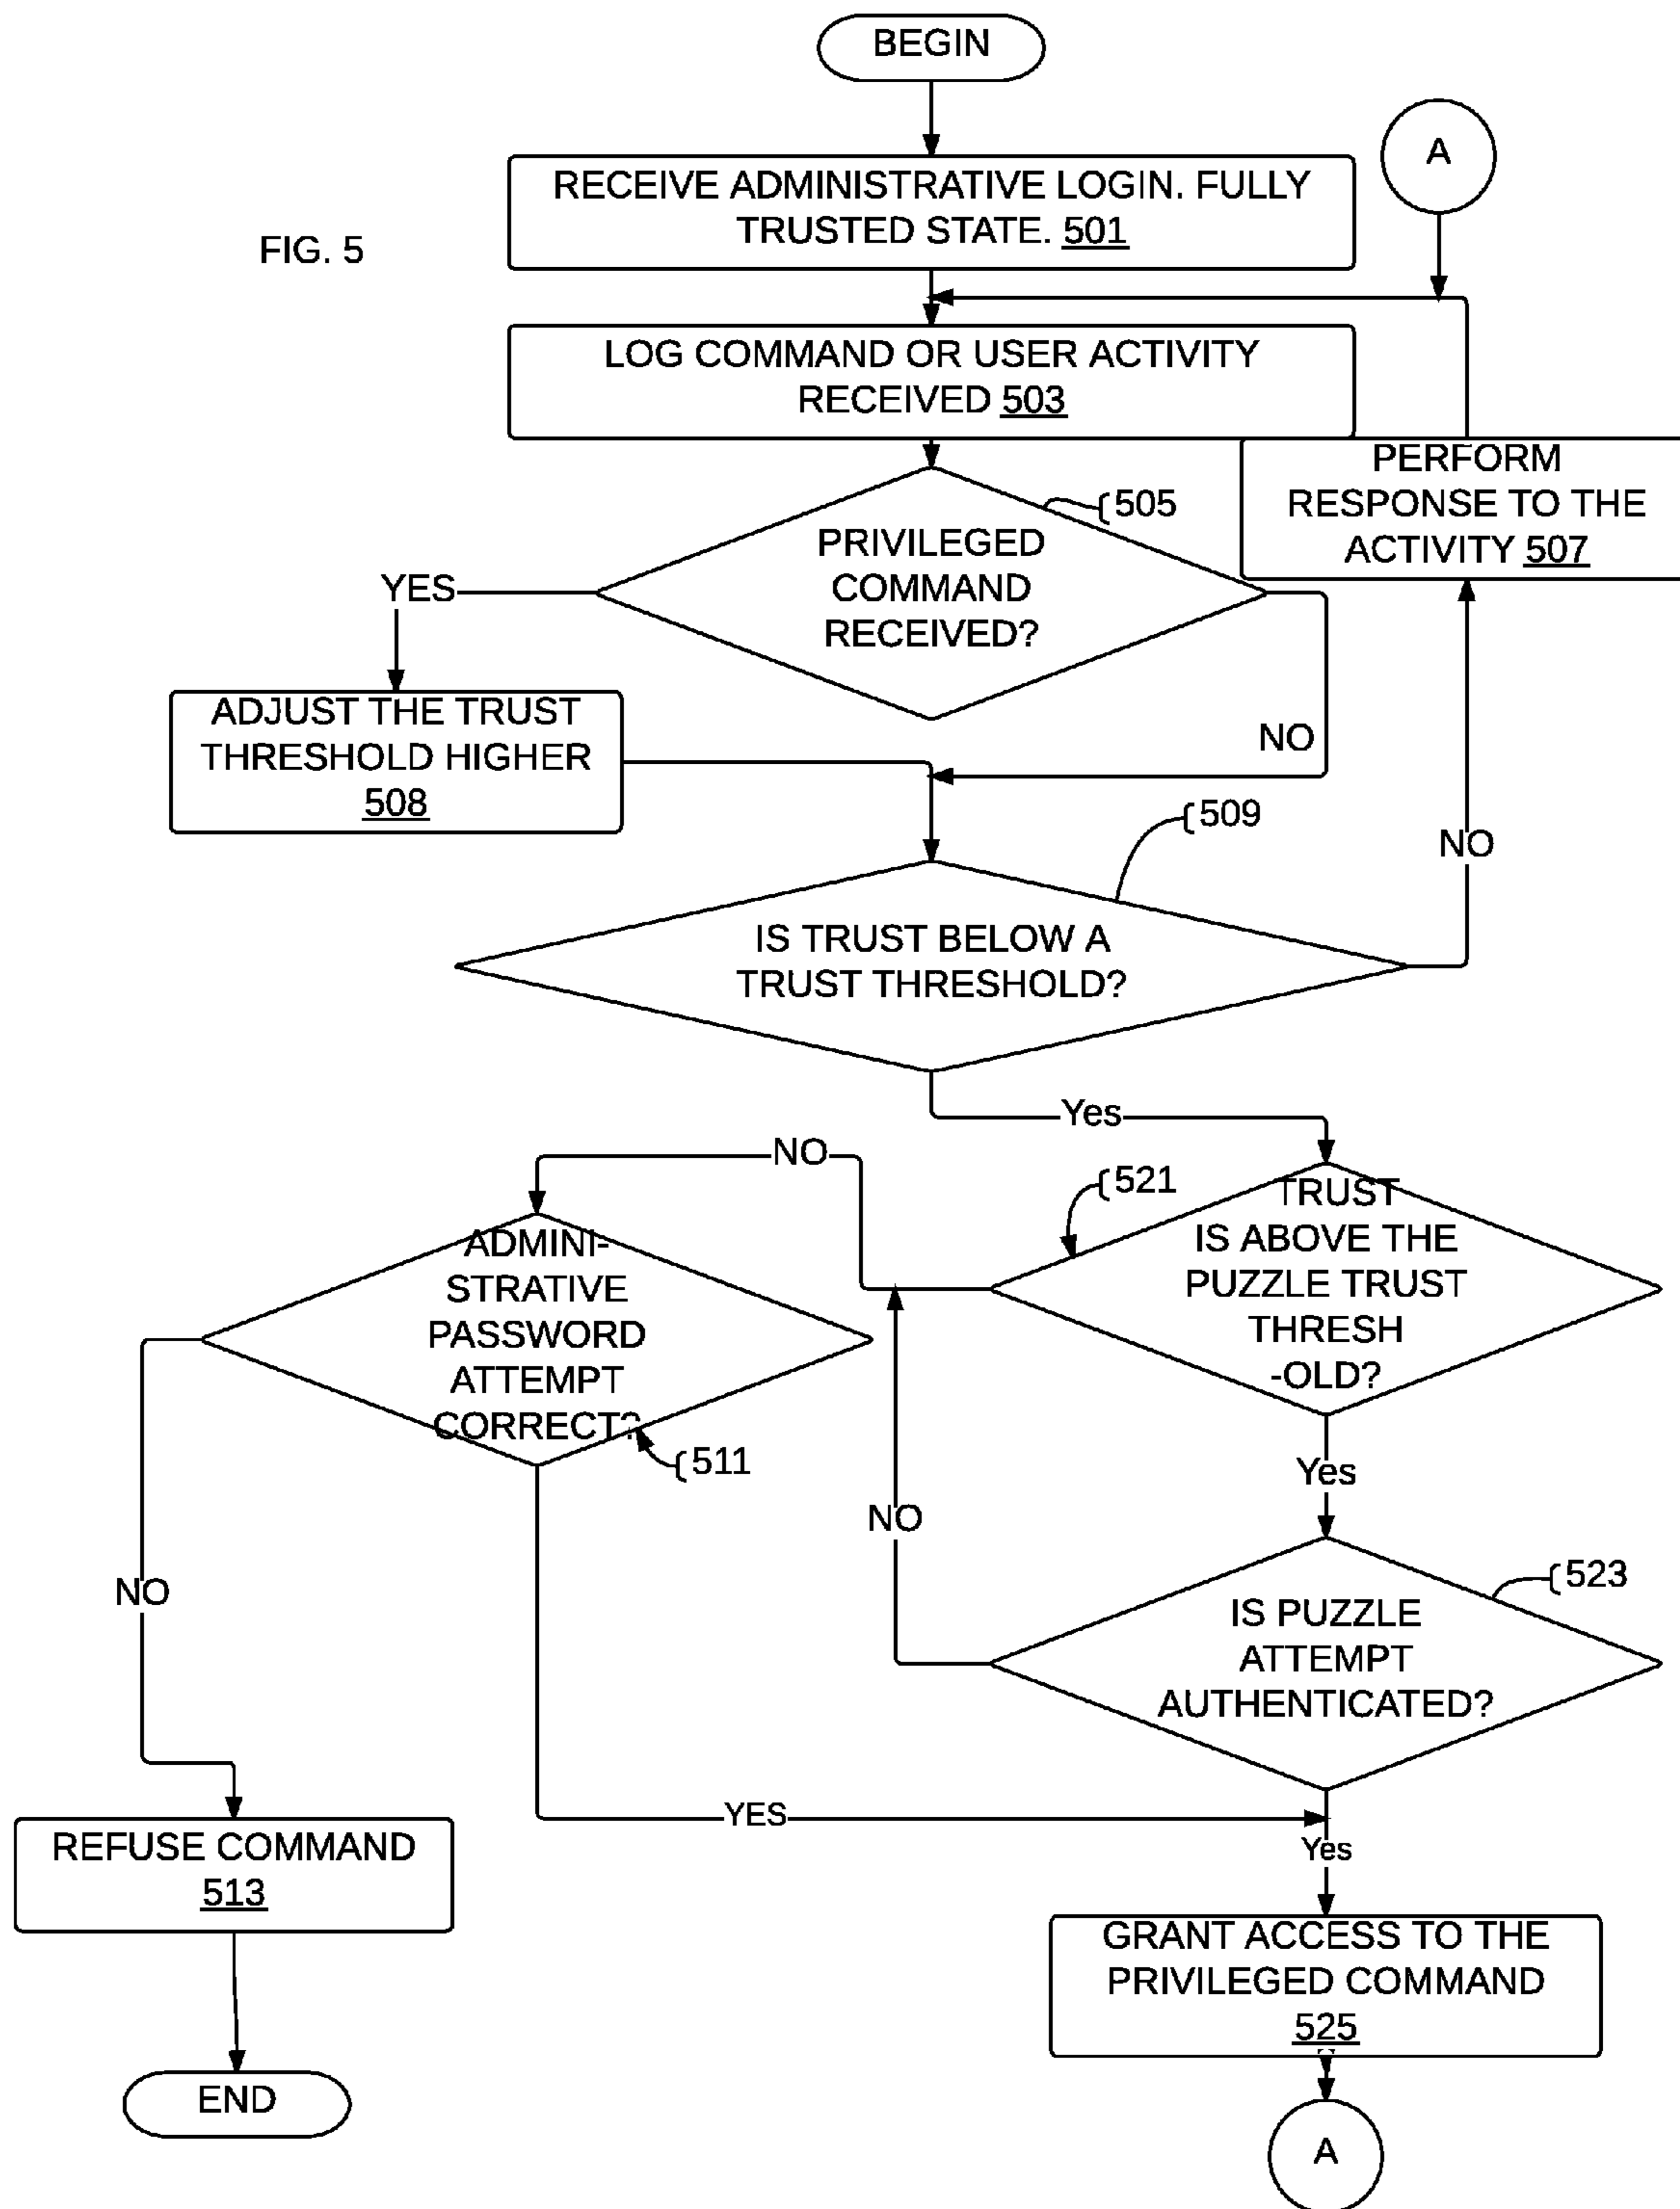 BEGIN
A
RECEIVE ADMINISTRATIVE LOGIN. FULLY
TRUSTED STATE. 501
FIG. 5
LOG COMMAND OR USER ACTIVITY
RECEIVED 503
PERFORM
RESPONSE TO THE
ACTIVITY 507
505
PRIVILEGED
COMMAND
RECEIVED?
YES
NO
ADJUST THE TRUST
THRESHOLD HIGHER
508
509
NO
IS TRUST BELOW A
TRUST THRESHOLD?
Yes
NO
521
TRUST
IS ABOVE THE
PUZZLE TRUST
THRESH
-OLD?
ADMINI-
STRATIVE
PASSWORD
ATTEMPT
CORRECT?
511
Yes
NO
523
NO
IS PUZZLE
ATTEMPT
AUTHENTICATED?
YES
Yes
REFUSE COMMAND
513
GRANT ACCESS TO THE
PRIVILEGED COMMAND
525
END
A